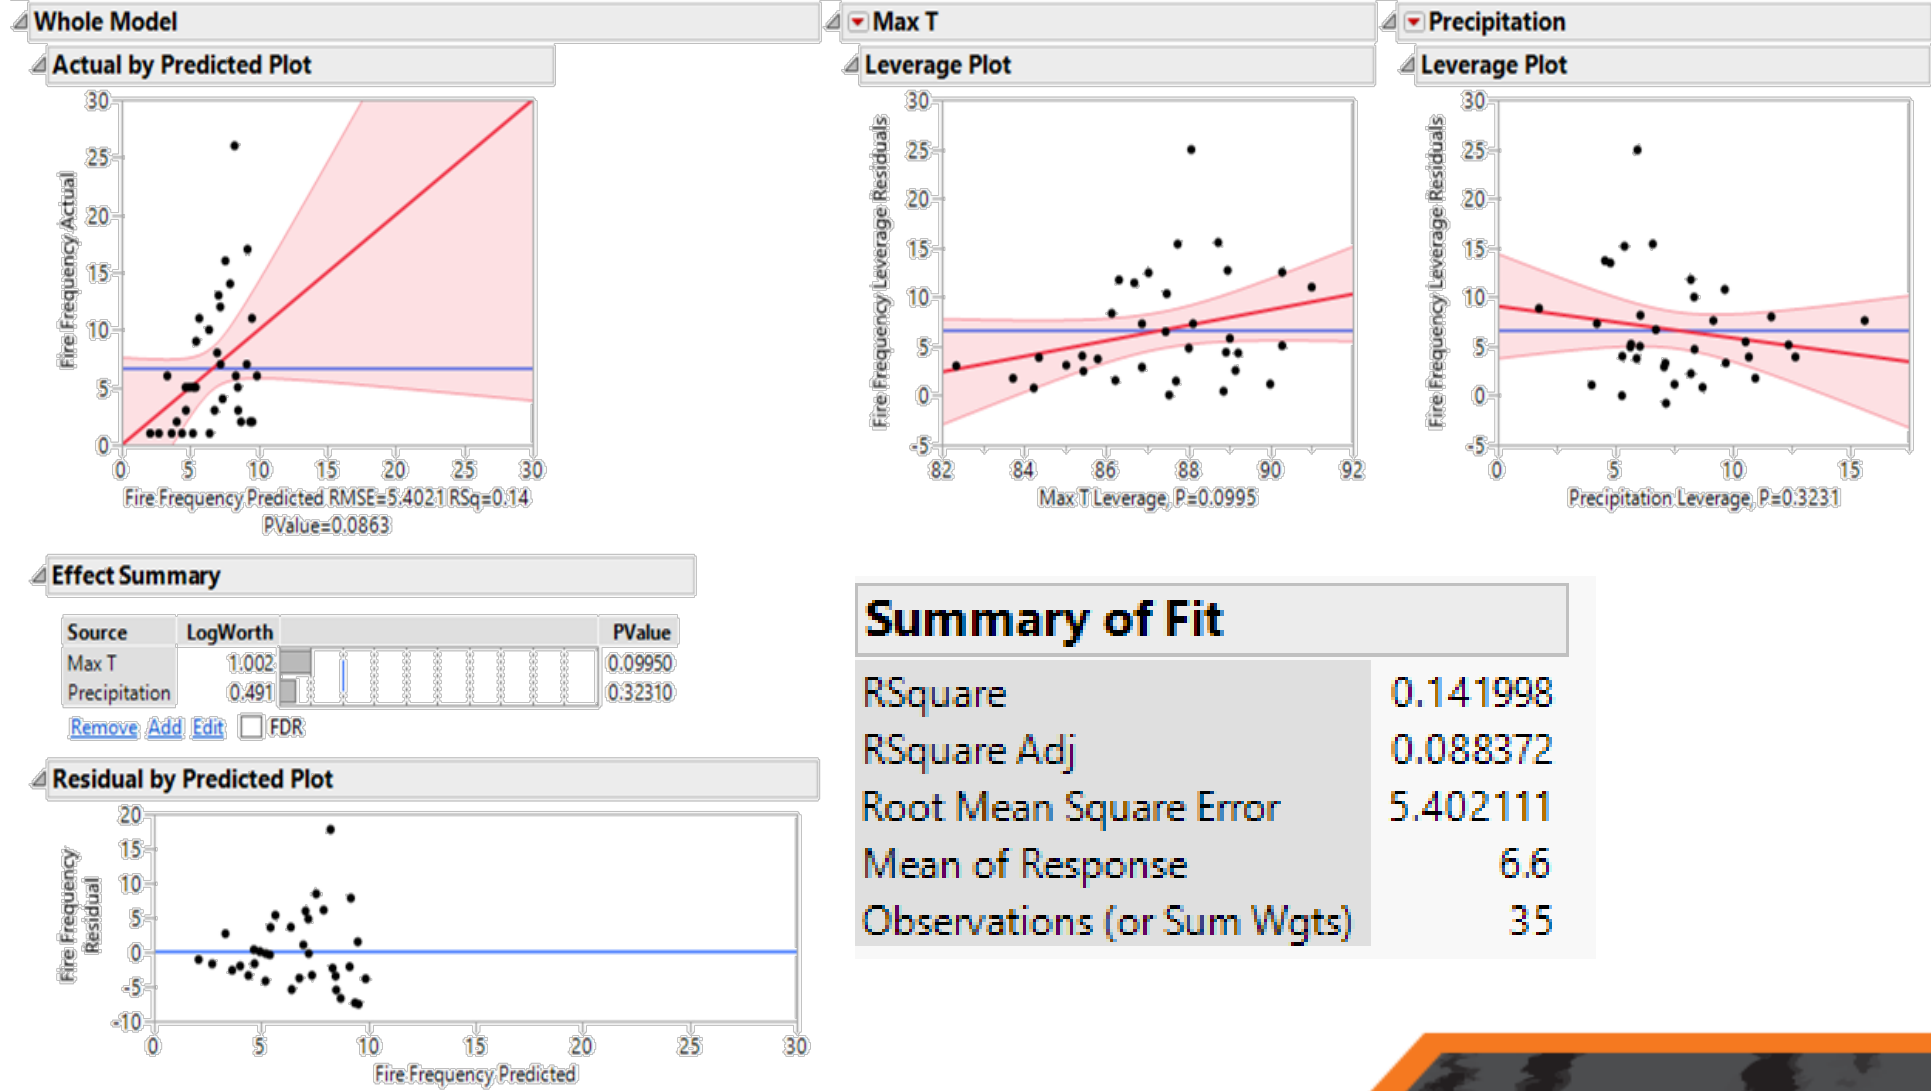 Whole Model
Actual by Predicted Plot
30
25
20
15
10
5
0
Fire Frequency Actual
0 5 10 15 20 25 30
Fire Frequency Predicted RMSE=5.4021 RSq=0.14
PValue=0.0863
Max T
Leverage Plot
30
25
20
15
10
5
0
-5
Fire Frequency Leverage Residuals
82 84 86 88 90 92
Max T Leverage, P=0.0995
Precipitation
Leverage Plot
30
25
20
15
10
5
0
-5
Fire Frequency Leverage Residuals
0 5 10 15
Precipitation Leverage, P=0.3231
Effect Summary
Source LogWorth PValue
Max T 1.002 0.09950
Precipitation 0.491 0.32310
Remove Add Edit FDR
Residual by Predicted Plot
20
15
10
5
0
-5
-10
Fire Frequency
Residual
0 5 10 15 20 25 30
Fire Frequency Predicted
Summary of Fit
RSquare 0.141998
RSquare Adj 0.088372
Root Mean Square Error 5.402111
Mean of Response 6.6
Observations (or Sum Wgts) 35